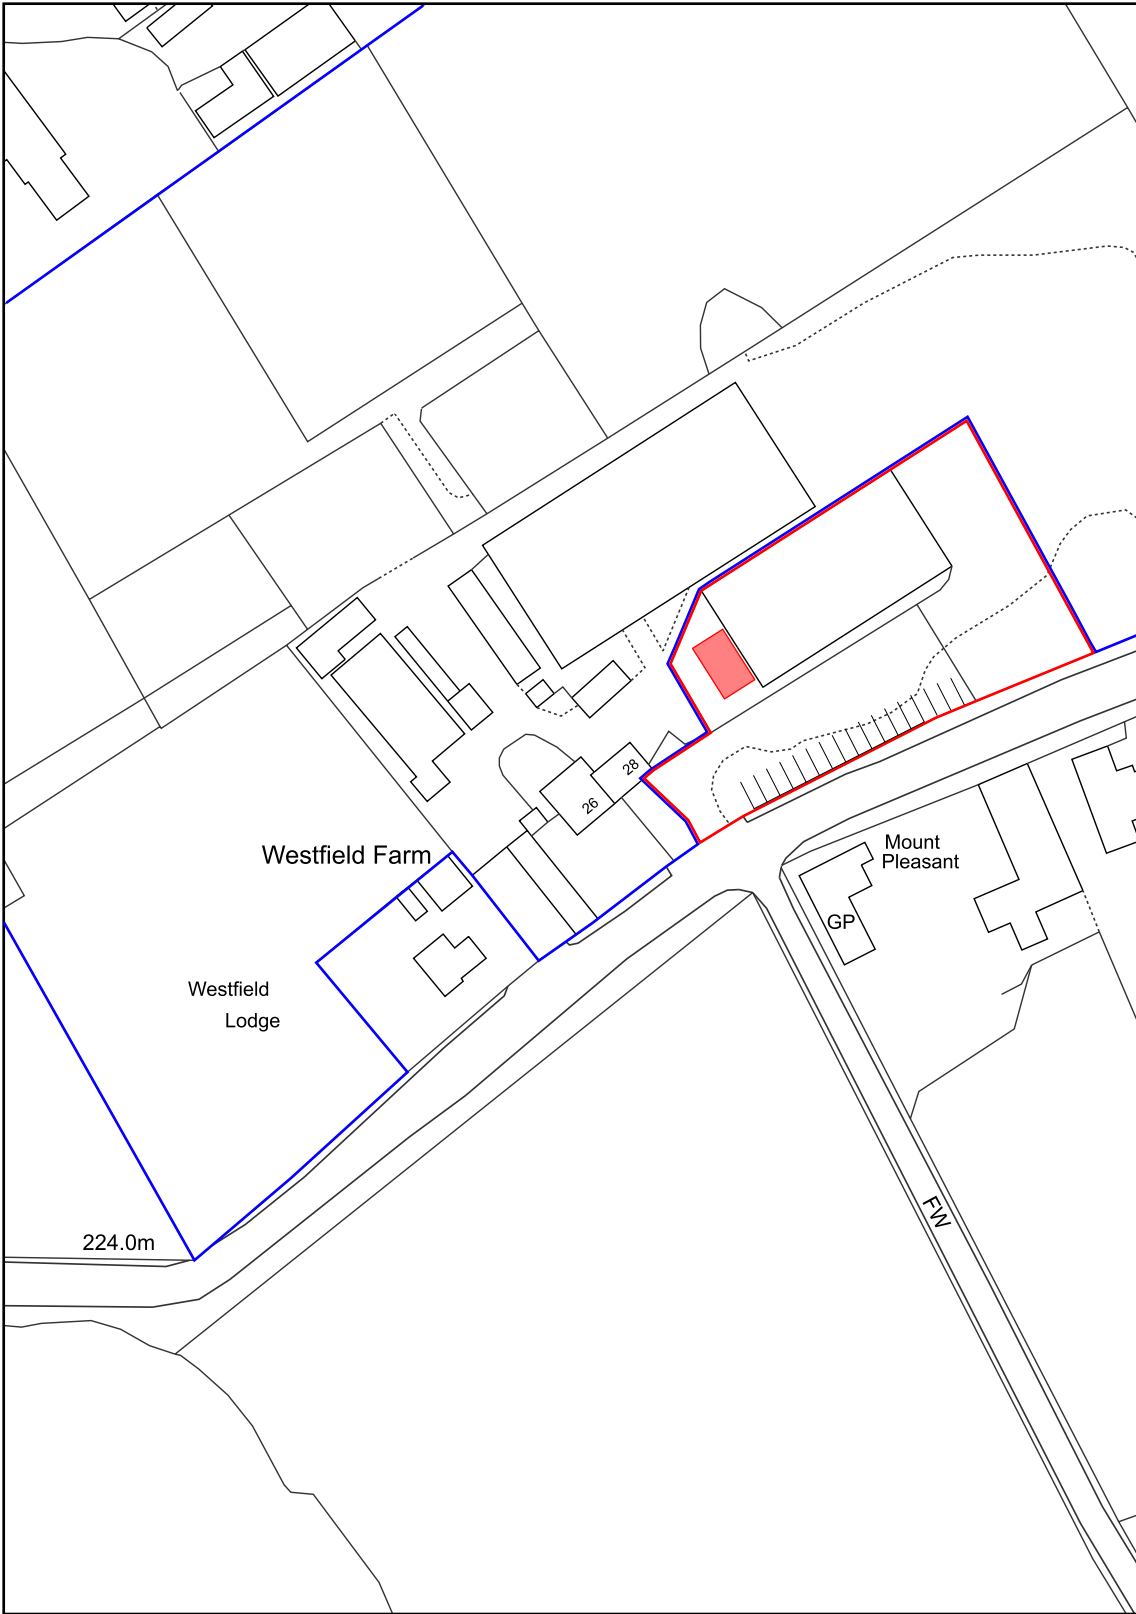 28
26
Westfield Farm
Mount
Pleasant
GP
Westfield
Lodge
FW
224.0m